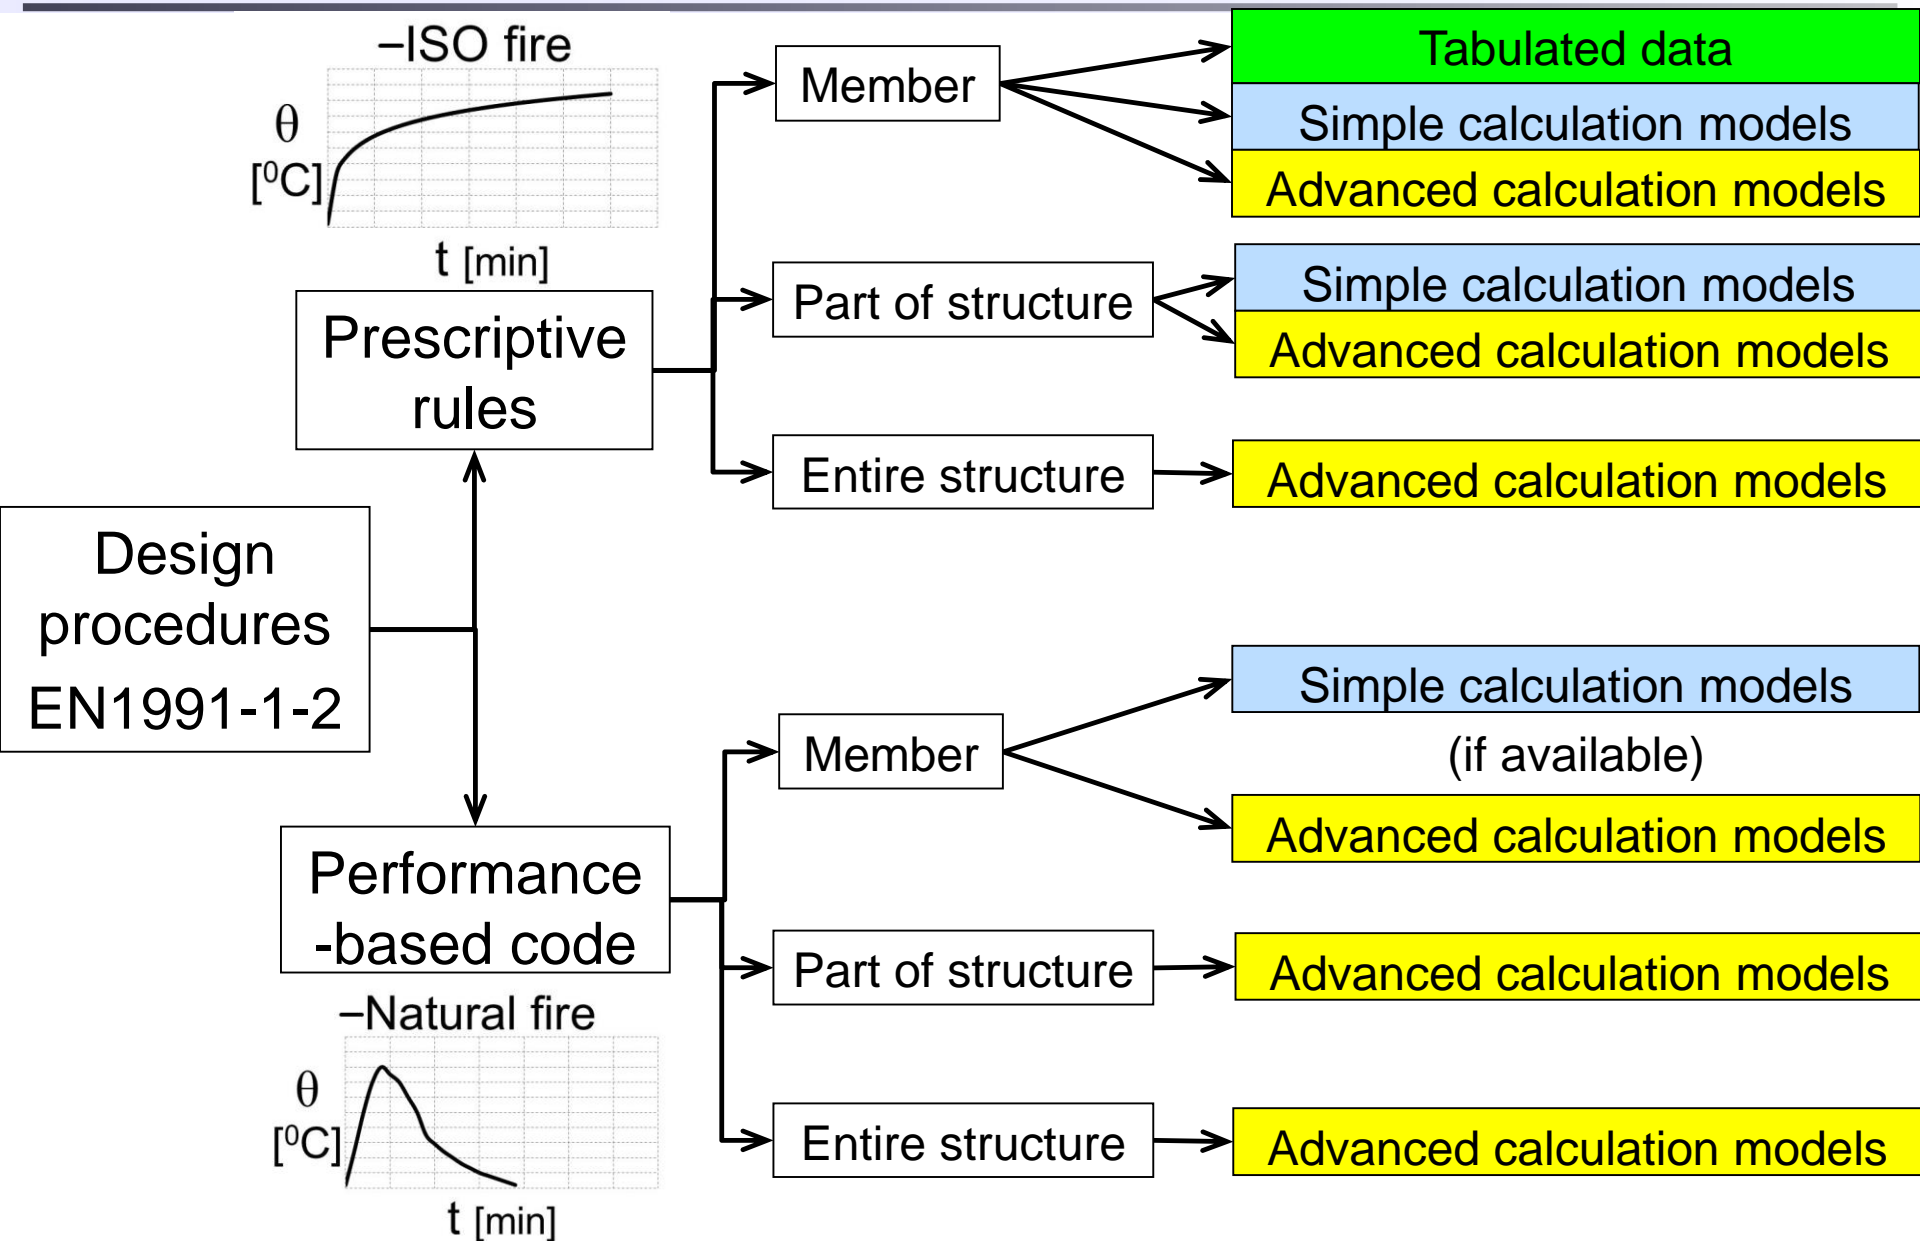 –ISO fire
θ
[⁰C]
t [min]
Prescriptive
rules
Member
Tabulated data
Simple calculation models
Advanced calculation models
Part of structure
Simple calculation models
Advanced calculation models
Entire structure
Advanced calculation models
Design
procedures
EN1991-1-2
Performance
-based code
Member
Simple calculation models
(if available)
Advanced calculation models
Part of structure
Advanced calculation models
Entire structure
Advanced calculation models
–Natural fire
θ
[⁰C]
t [min]